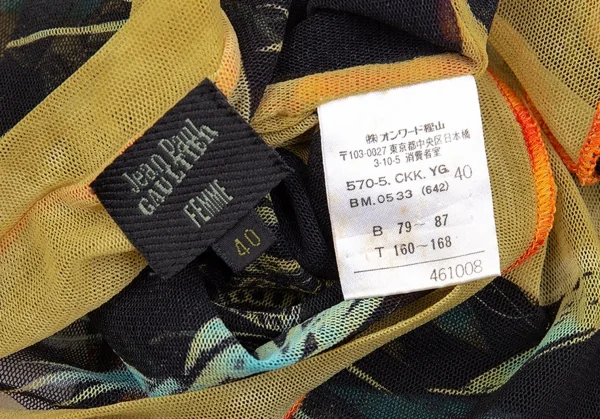 Jean Paul
GAULTIER
FEMME
40
㈱オンワード樫山
〒103-0027 東京都中央区日本橋
3-10-5 消費者室
570-5. CKK. YG 40
BM. 0533 (642)
B 79 ~ 87
T 160 ~ 168
461008